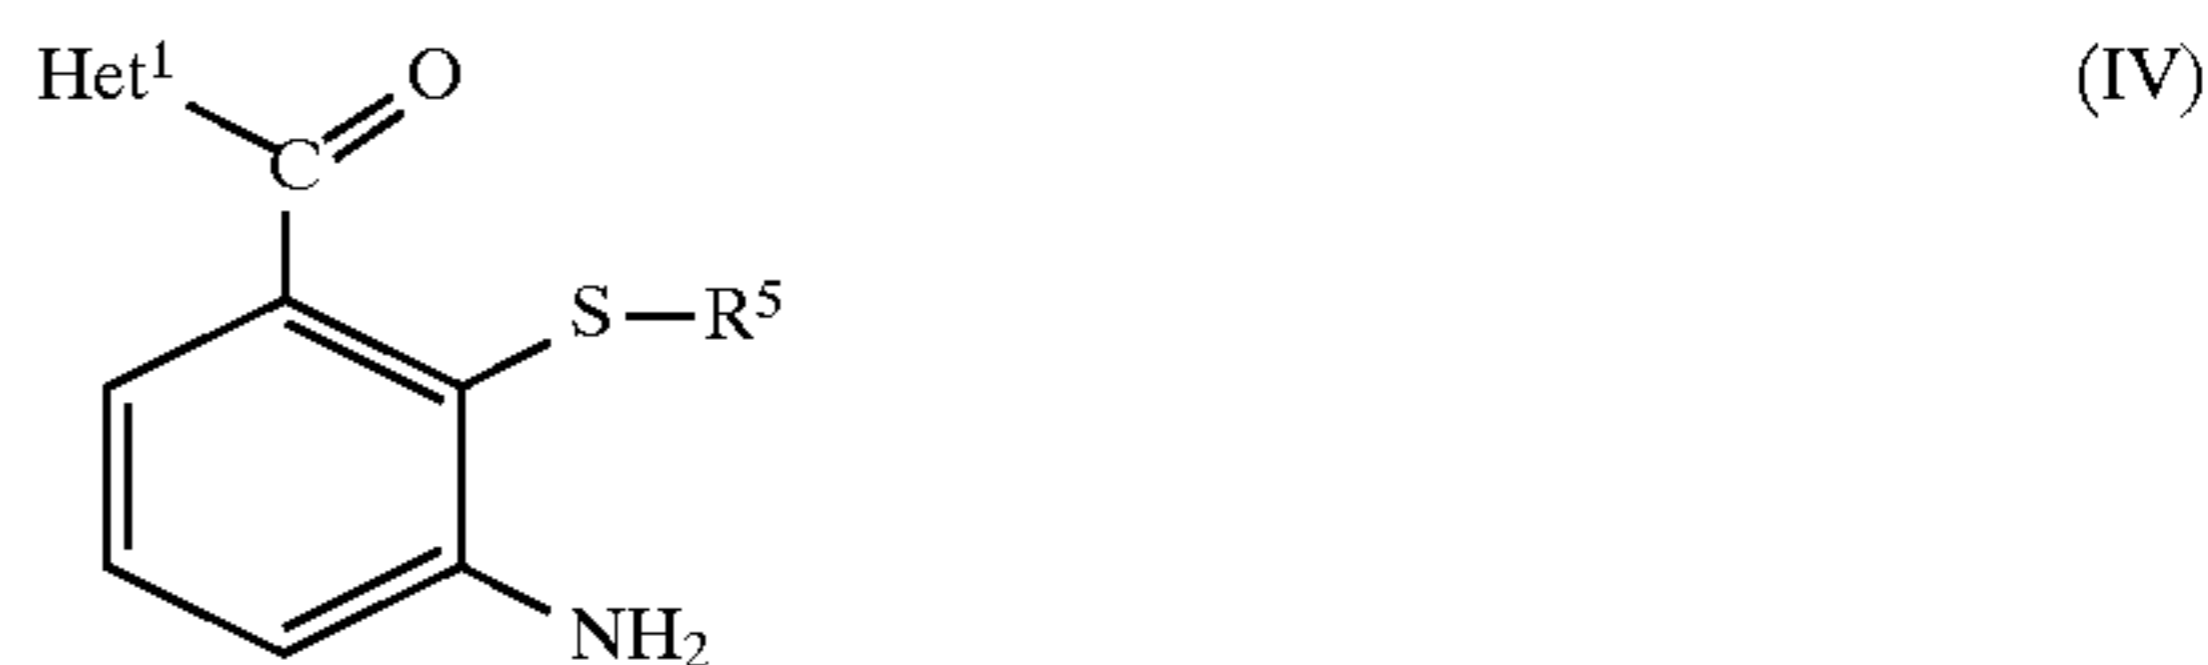 Het¹ O (IV)
C
S—R⁵
NH₂